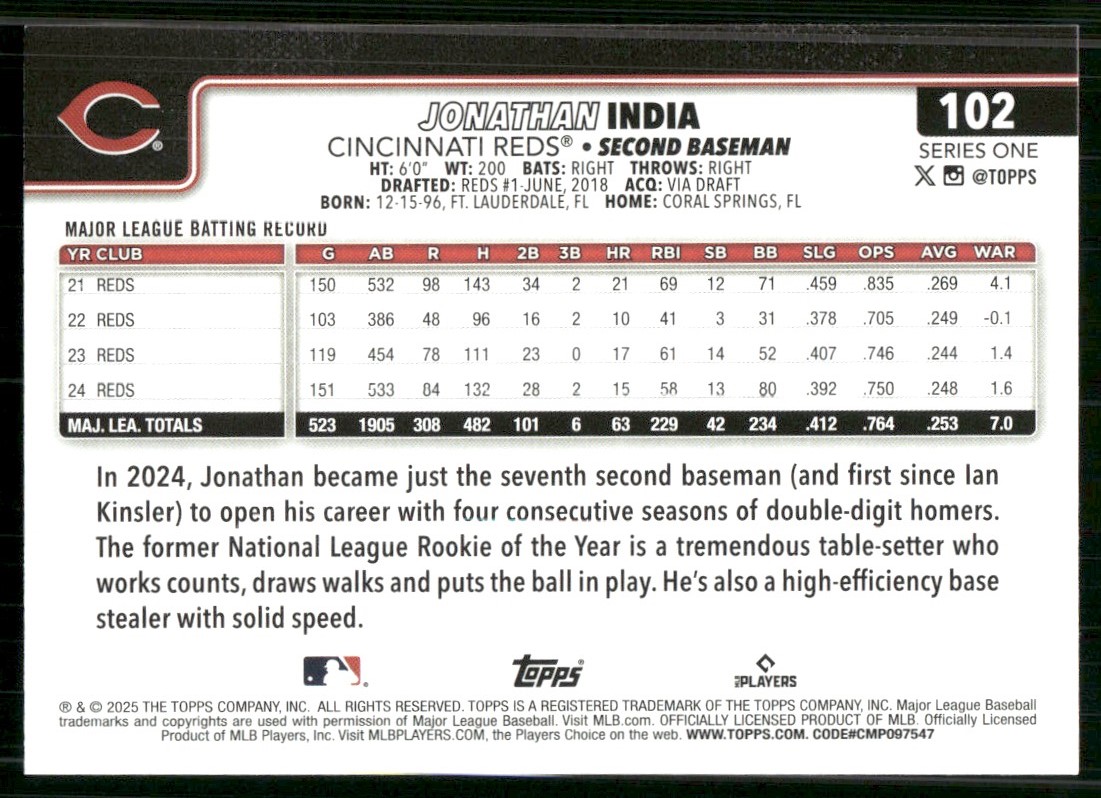 JONATHAN INDIA
102
CINCINNATI REDS® • SECOND BASEMAN
SERIES ONE
HT: 6'0" WT: 200 BATS: RIGHT THROWS: RIGHT
@TOPPS
DRAFTED: REDS #1-JUNE, 2018 ACQ: VIA DRAFT
BORN: 12-15-96, FT. LAUDERDALE, FL HOME: CORAL SPRINGS, FL
MAJOR LEAGUE BATTING RECORD
YR CLUB G AB R H 2B 3B HR RBI SB BB SLG OPS AVG WAR
21 REDS 150 532 98 143 34 2 21 69 12 71 .459 .835 .269 4.1
22 REDS 103 386 48 96 16 2 10 41 3 31 .378 .705 .249 -0.1
23 REDS 119 454 78 111 23 0 17 61 14 52 .407 .746 .244 1.4
24 REDS 151 533 84 132 28 2 15 58 13 80 .392 .750 .248 1.6
MAJ. LEA. TOTALS 523 1905 308 482 101 6 63 229 42 234 .412 .764 .253 7.0
In 2024, Jonathan became just the seventh second baseman (and first since Ian
Kinsler) to open his career with four consecutive seasons of double-digit homers.
The former National League Rookie of the Year is a tremendous table-setter who
works counts, draws walks and puts the ball in play. He's also a high-efficiency base
stealer with solid speed.
Topps® MLB PLAYERS
® & © 2025 THE TOPPS COMPANY, INC. ALL RIGHTS RESERVED. TOPPS IS A REGISTERED TRADEMARK OF THE TOPPS COMPANY, INC. Major League Baseball
trademarks and copyrights are used with permission of Major League Baseball. Visit MLB.com. OFFICIALLY LICENSED PRODUCT OF MLB. Officially Licensed
Product of MLB Players, Inc. Visit MLBPLAYERS.COM, the Players Choice on the web. WWW.TOPPS.COM. CODE#CMP097547